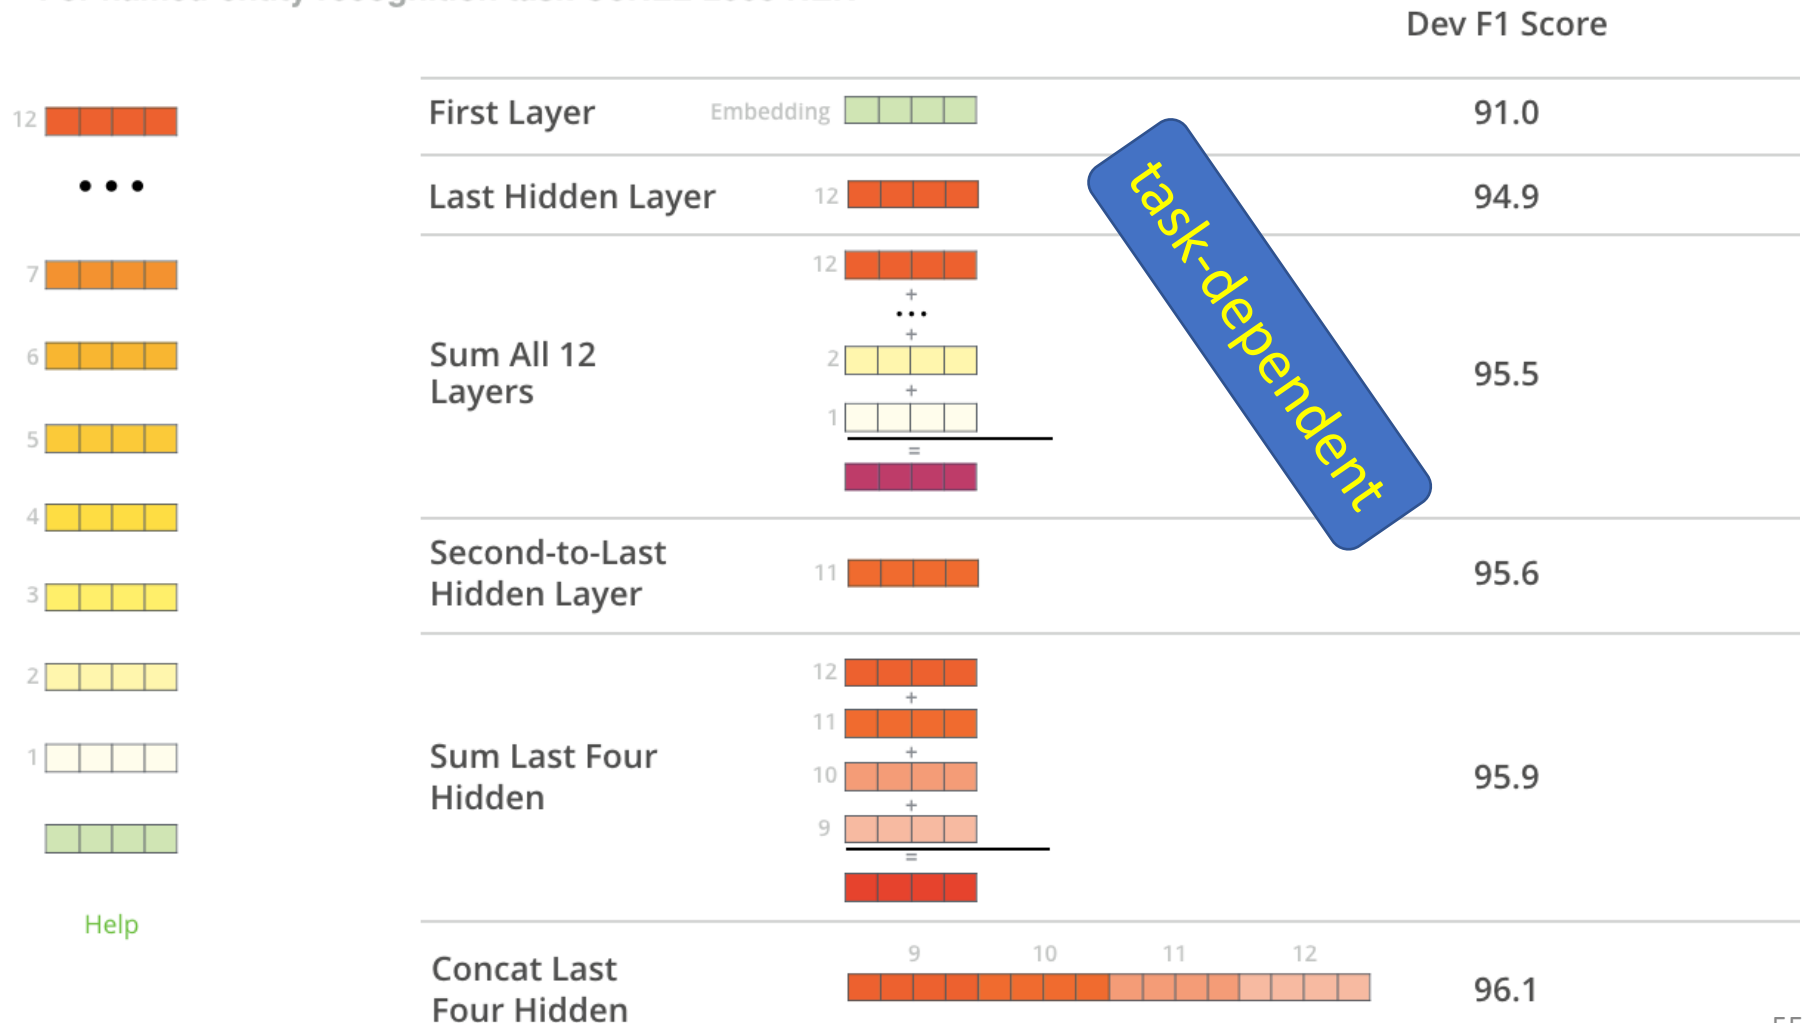 Dev F1 Score
12
First Layer Embedding 91.0
Last Hidden Layer 12 94.9
7
6
5
4
3
2
1
Help
12
+
...
+
Sum All 12
Layers
2
+
1
=
95.5
task-dependent
Second-to-Last
Hidden Layer
11
95.6
12
+
11
+
Sum Last Four
Hidden
10
+
9
=
95.9
9 10 11 12
Concat Last
Four Hidden
96.1